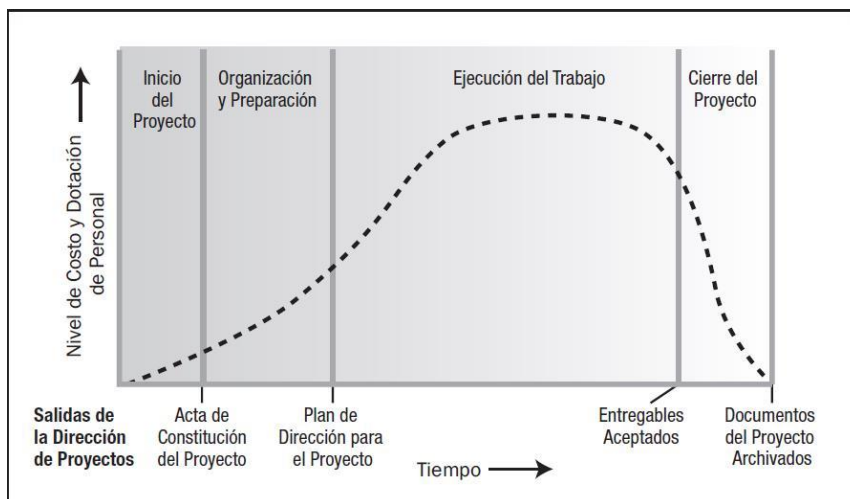 Inicio
del
Proyecto
Organización
y Preparación
Ejecución del Trabajo
Cierre del
Proyecto
Nivel de Costo y Dotación
de Personal
Salidas de
la Dirección
de Proyectos
Acta de
Constitución
del Proyecto
Plan de
Dirección para
el Proyecto
Entregables
Aceptados
Documentos
del Proyecto
Archivados
Tiempo